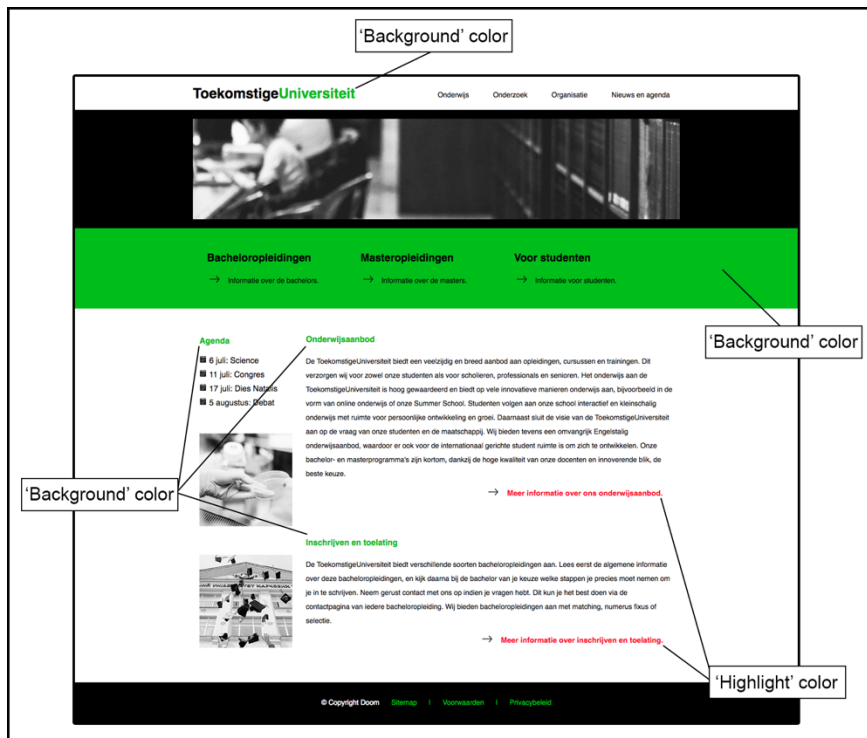 ‘Background’ color
ToekomstigeUniversiteit
Onderwijs Onderzoek Organisatie Nieuws en agenda
Bacheloropleidingen Masteropleidingen Voor studenten
Informatie over de bachelors. Informatie over de masters. Informatie voor studenten.
‘Background’ color
Agenda
6 juli: Science
11 juli: Congres
17 juli: Dies Natalis
5 augustus: Debat
Onderwijsaanbod
De ToekomstigeUniversiteit biedt een veelzijdig en breed aanbod aan opleidingen, cursussen en trainingen. Dit
verzorgen wij voor zowel onze studenten als voor scholieren, professionals en senioren. Het onderwijs aan de
ToekomstigeUniversiteit is hoog gewaardeerd en biedt op vele innovatieve manieren onderwijs aan, bijvoorbeeld in de
vorm van online onderwijs of onze Summer School. Studenten volgen aan onze school interactief en kleinschalig
onderwijs met ruimte voor persoonlijke ontwikkeling en groei. Daarnaast sluit de visie van de ToekomstigeUniversiteit
aan op de vraag van onze studenten en de maatschappij. Wij bieden tevens een omvangrijk Engelstalig
onderwijsaanbod, waardoor er ook voor de internationaal gerichte student ruimte is om zich te ontwikkelen. Onze
bachelor- en masterprogramma's zijn kortom, dankzij de hoge kwaliteit van onze docenten en innoverende blik, de
beste keuze.
Meer informatie over ons onderwijsaanbod.
‘Background’ color
Inschrijven en toelating
De ToekomstigeUniversiteit biedt verschillende soorten bacheloropleidingen aan. Lees eerst de algemene informatie
over deze bacheloropleidingen, en kijk daarna bij de bachelor van je keuze welke stappen je precies moet nemen om
je in te schrijven. Neem gerust contact met ons op indien je vragen hebt. Dit kun je het best doen via de
contactpagina van iedere bacheloropleiding. Wij bieden bacheloropleidingen aan met matching, numerus fixus of
selectie.
Meer informatie over inschrijven en toelating.
‘Highlight’ color
© Copyright Doom Sitemap I Voorwaarden I Privacybeleid